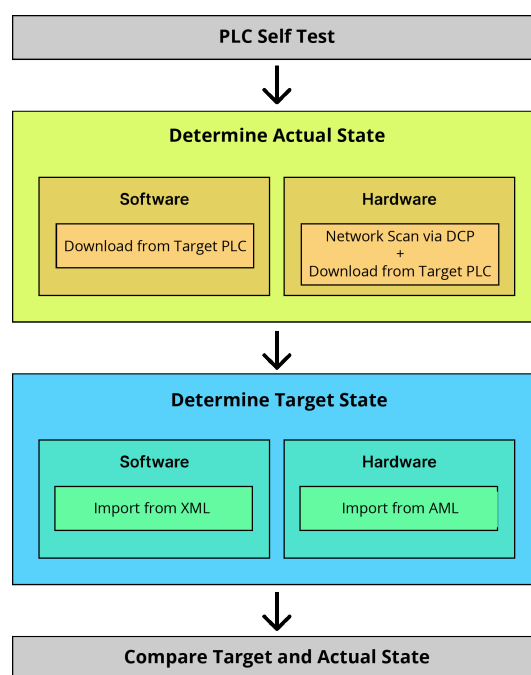 PLC Self Test
Determine Actual State
Software
Download from Target PLC
Hardware
Network Scan via DCP
+
Download from Target PLC
Determine Target State
Software
Import from XML
Hardware
Import from AML
Compare Target and Actual State